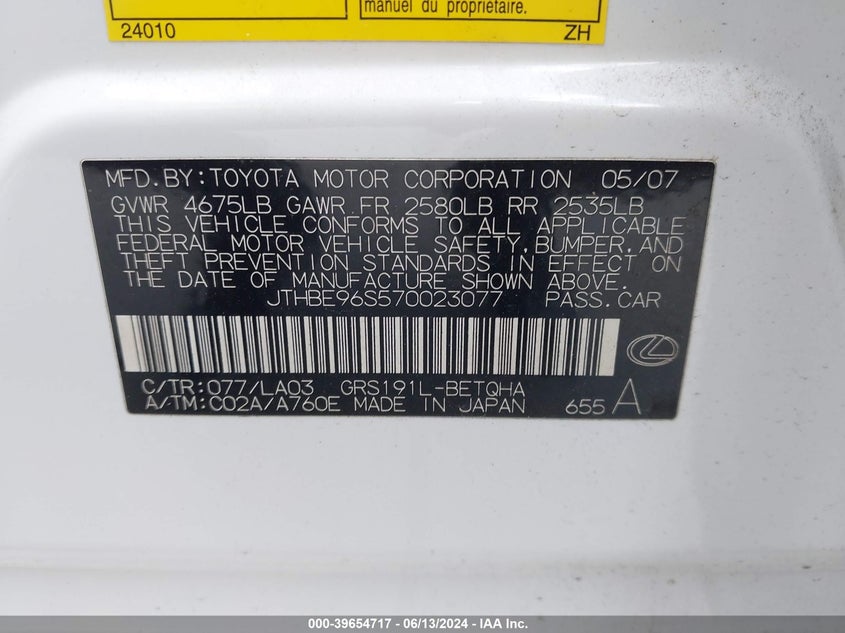 manuel du propriétaire.
24010 ZH
MFD. BY: TOYOTA MOTOR CORPORATION 05/07
GVWR 4675LB GAWR FR 2580LB RR 2535LB
THIS VEHICLE CONFORMS TO ALL APPLICABLE
FEDERAL MOTOR VEHICLE SAFETY, BUMPER, AND
THEFT PREVENTION STANDARDS IN EFFECT ON
THE DATE OF MANUFACTURE SHOWN ABOVE.
JTHBE96S570023077 PASS. CAR
C/TR: 077/LA03 GRS191L-BETQHA
A/TM: C02A/A760E MADE IN JAPAN 655 A
000-39654717 - 06/13/2024 - IAA Inc.